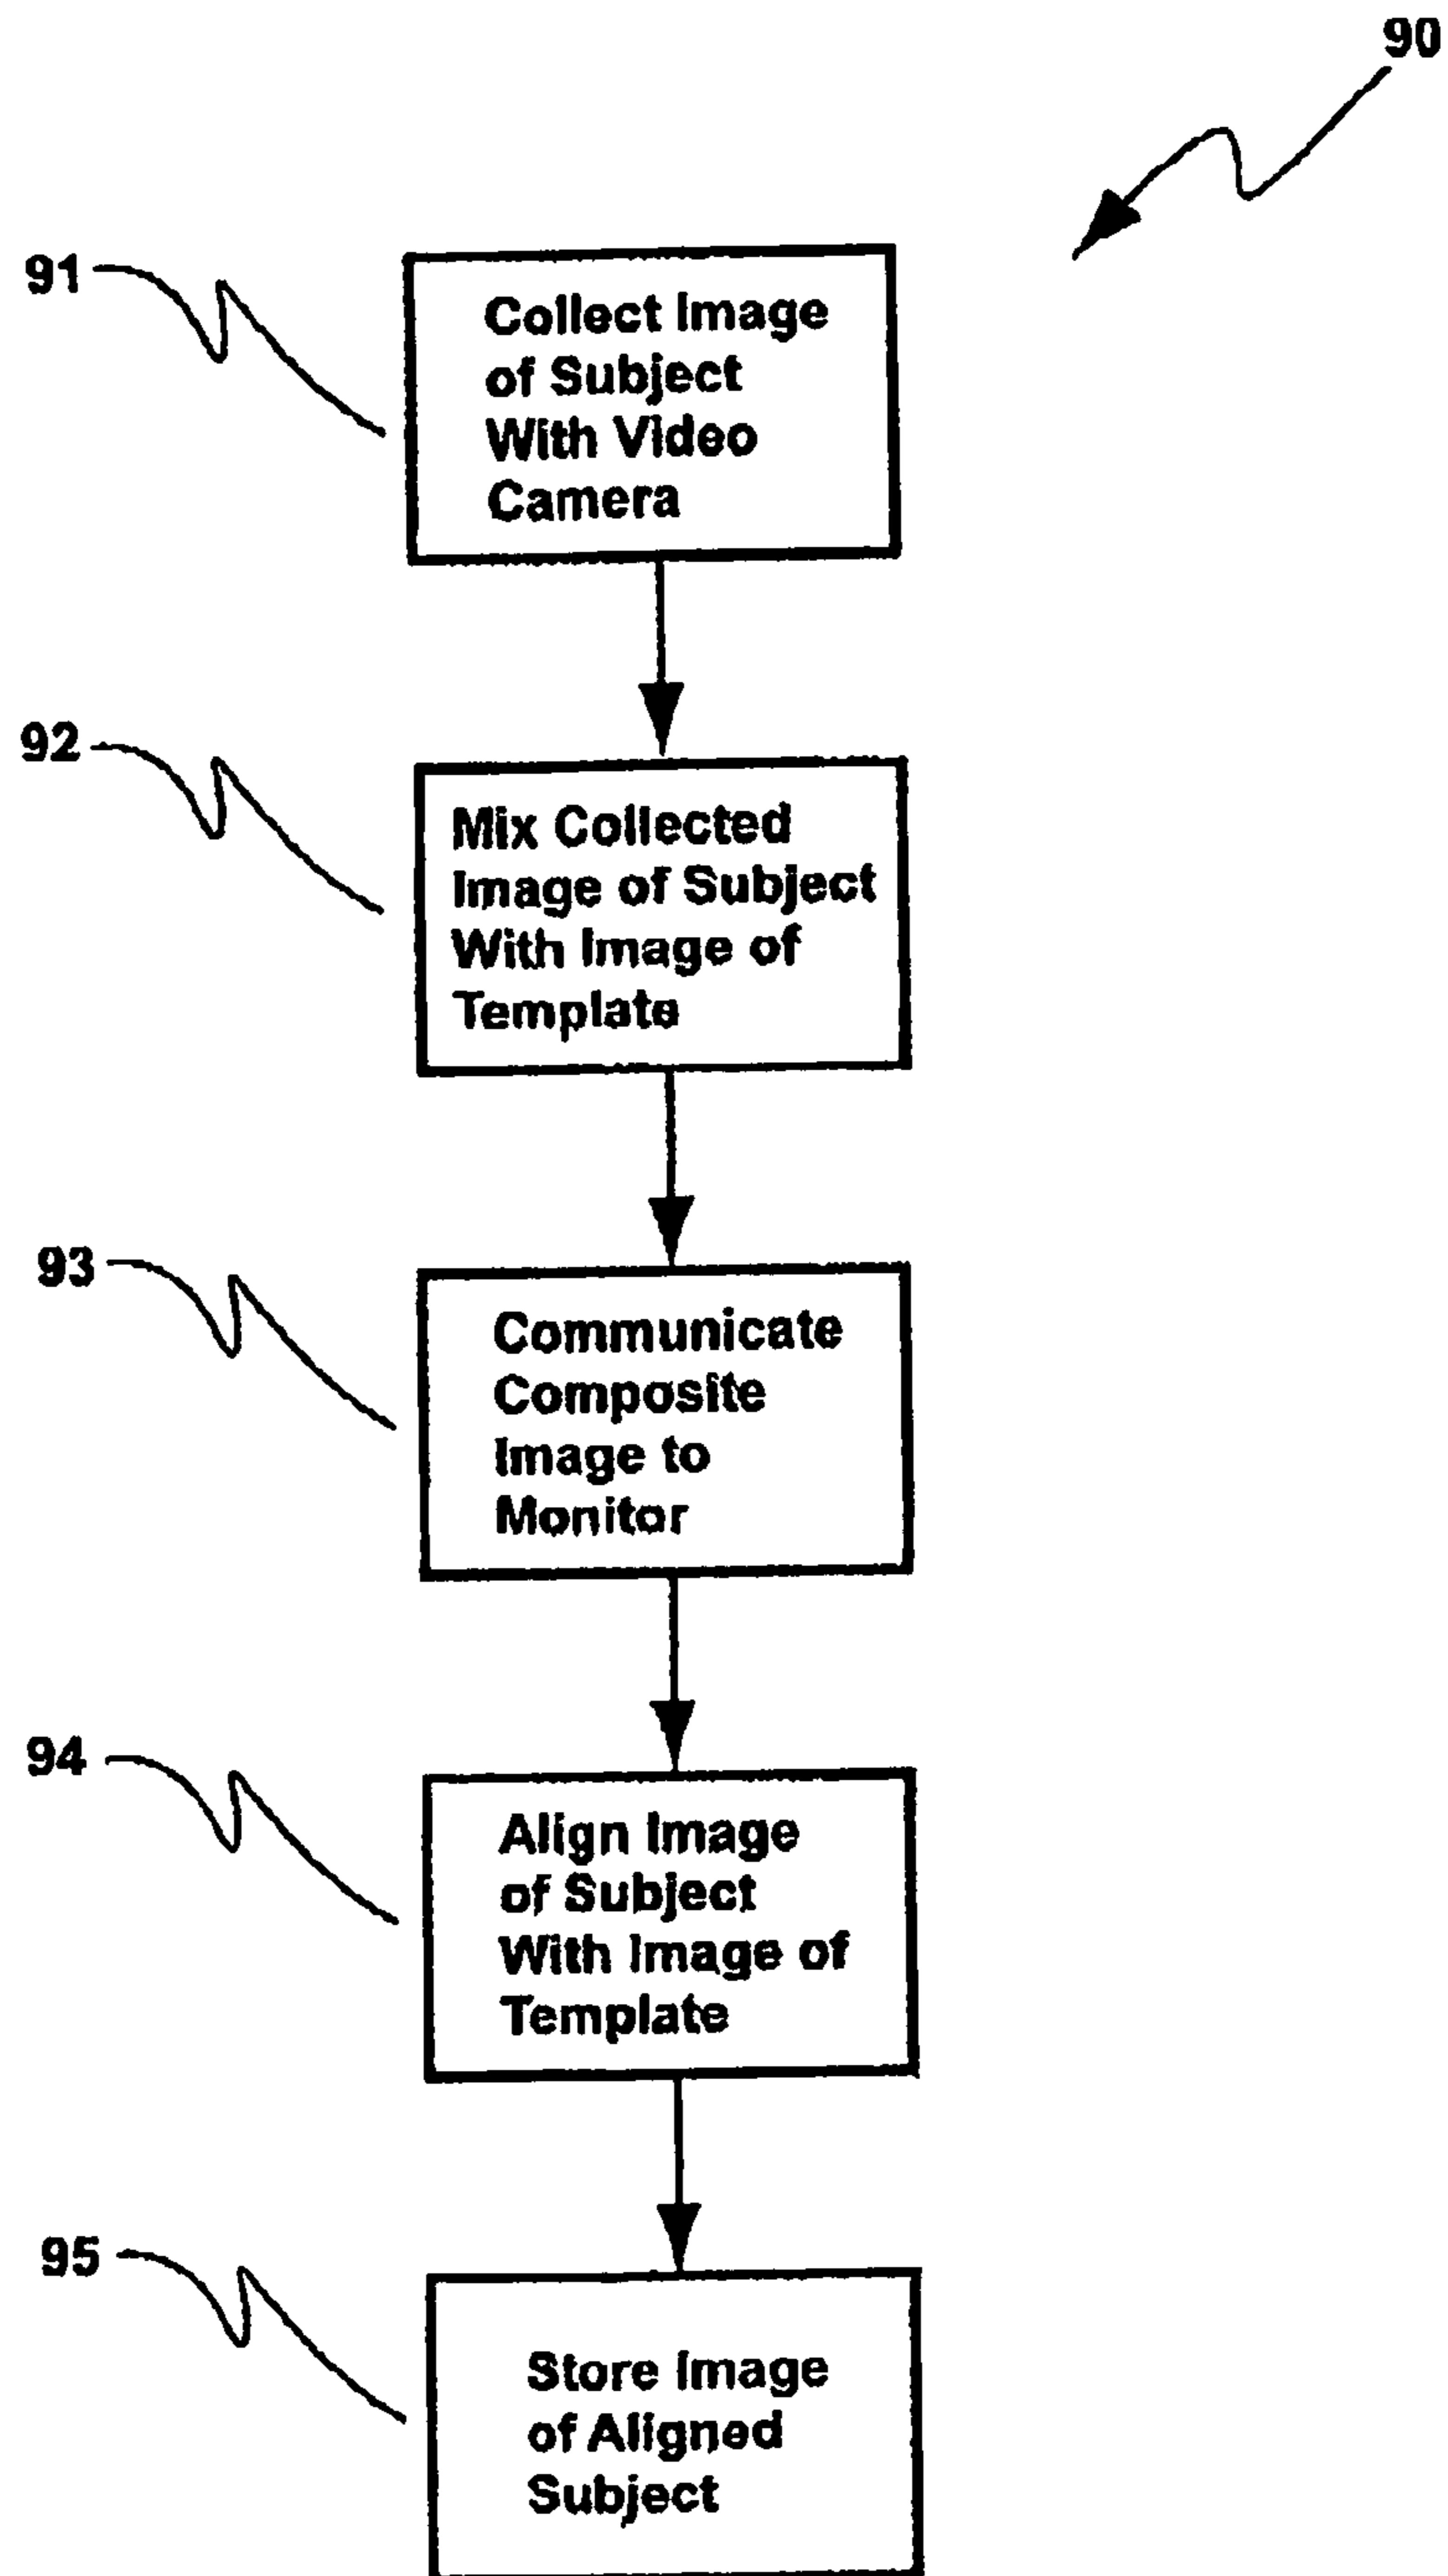 90
91
Collect Image
of Subject
With Video
Camera
92
Mix Collected
Image of Subject
With Image of
Template
93
Communicate
Composite
Image to
Monitor
94
Align Image
of Subject
With Image of
Template
95
Store Image
of Aligned
Subject